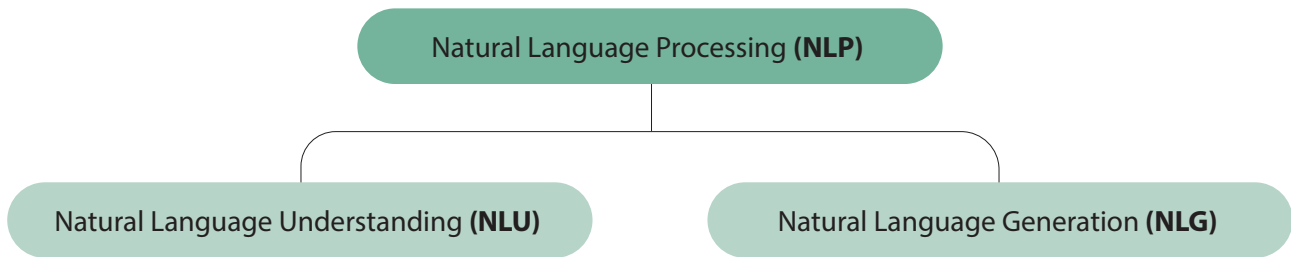 Natural Language Processing (NLP)
Natural Language Understanding (NLU)
Natural Language Generation (NLG)